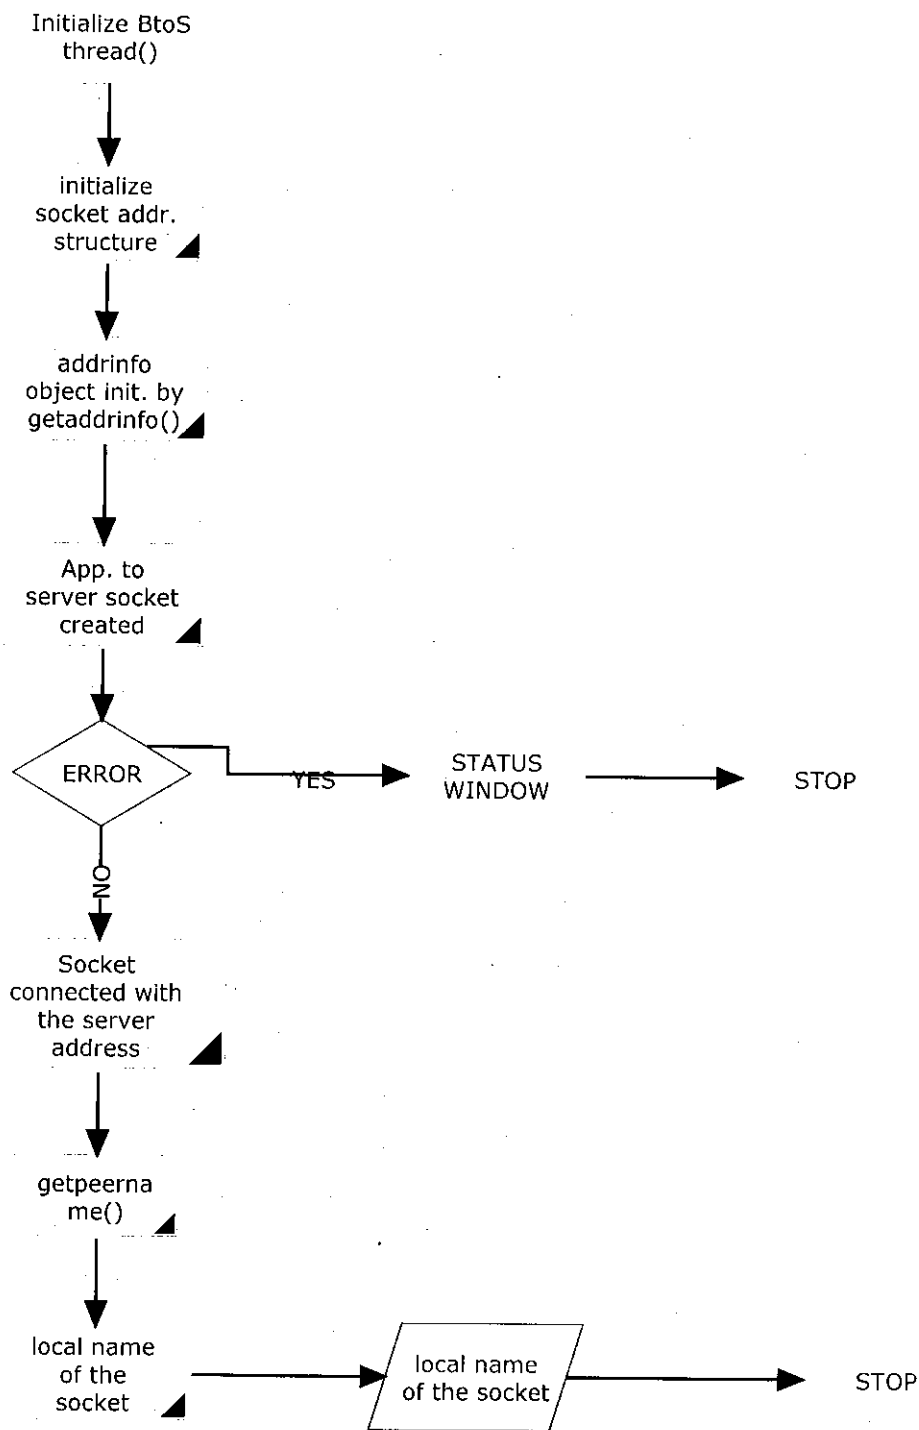 Initialize BtoS
thread()
initialize
socket addr.
structure
addrinfo
object init. by
getaddrinfo()
App. to
server socket
created
ERROR
YES
STATUS
WINDOW
STOP
NO
Socket
connected with
the server
address
getpeerna
me()
local name
of the
socket
local name
of the socket
STOP